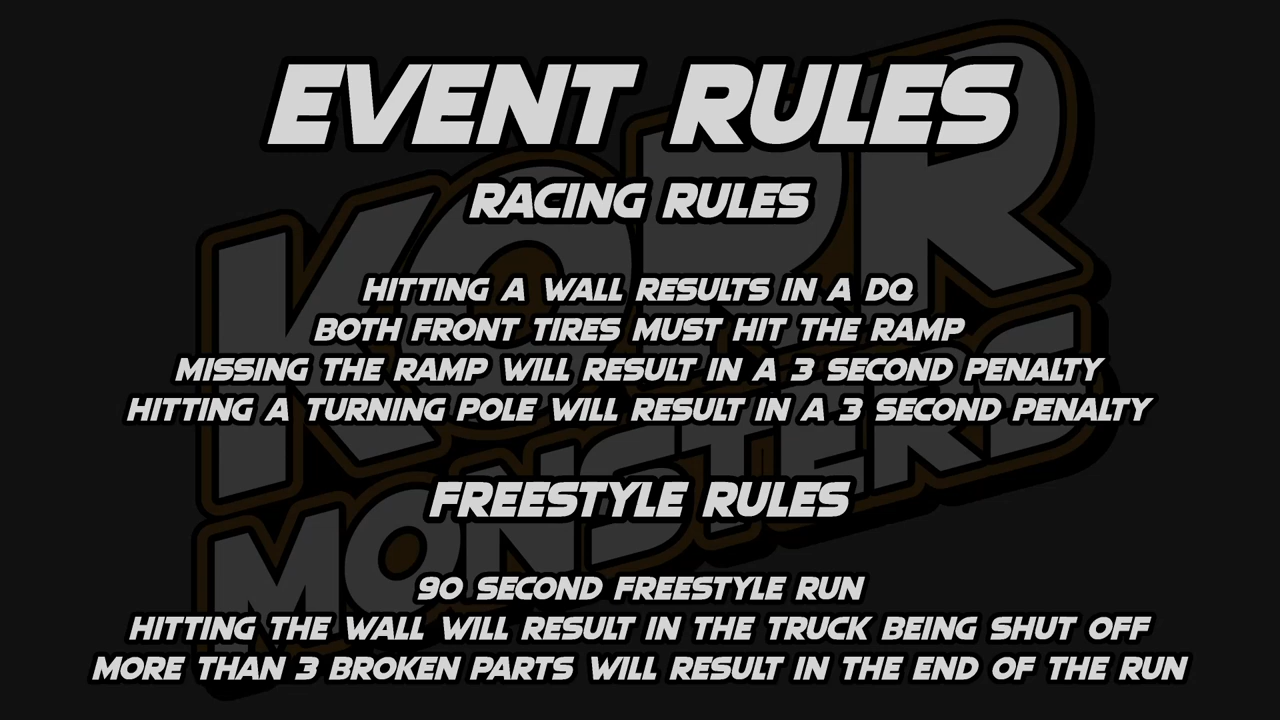 EVENT RULES
RACING RULES
HITTING A WALL RESULTS IN A DQ
BOTH FRONT TIRES MUST HIT THE RAMP
MISSING THE RAMP WILL RESULT IN A 3 SECOND PENALTY
HITTING A TURNING POLE WILL RESULT IN A 3 SECOND PENALTY
FREESTYLE RULES
90 SECOND FREESTYLE RUN
HITTING THE WALL WILL RESULT IN THE TRUCK BEING SHUT OFF
MORE THAN 3 BROKEN PARTS WILL RESULT IN THE END OF THE RUN
MONSTERS